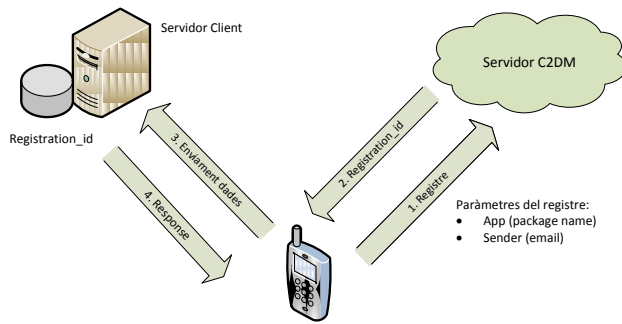 Servidor Client
Servidor C2DM
Registration_id
3. Enviament dades
4. Response
2. Registration_id
1. Registre
Paràmetres del registre:
• App (package name)
• Sender (email)